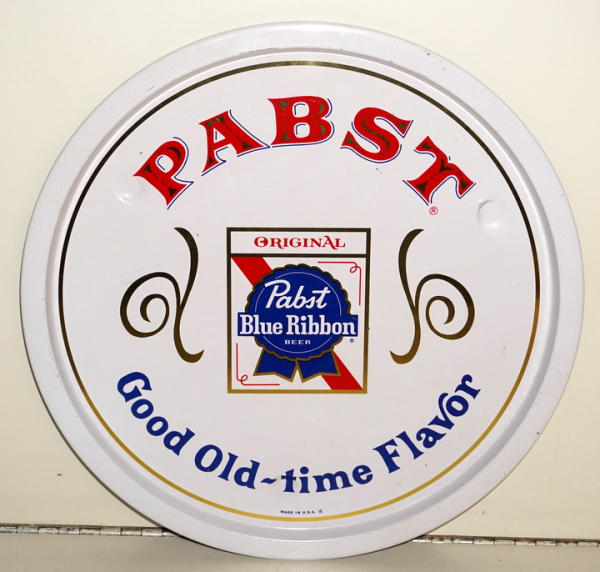 PABST®
ORIGINAL
Pabst
Blue Ribbon®
BEER
Good Old-time Flavor
MADE IN U.S.A. ©